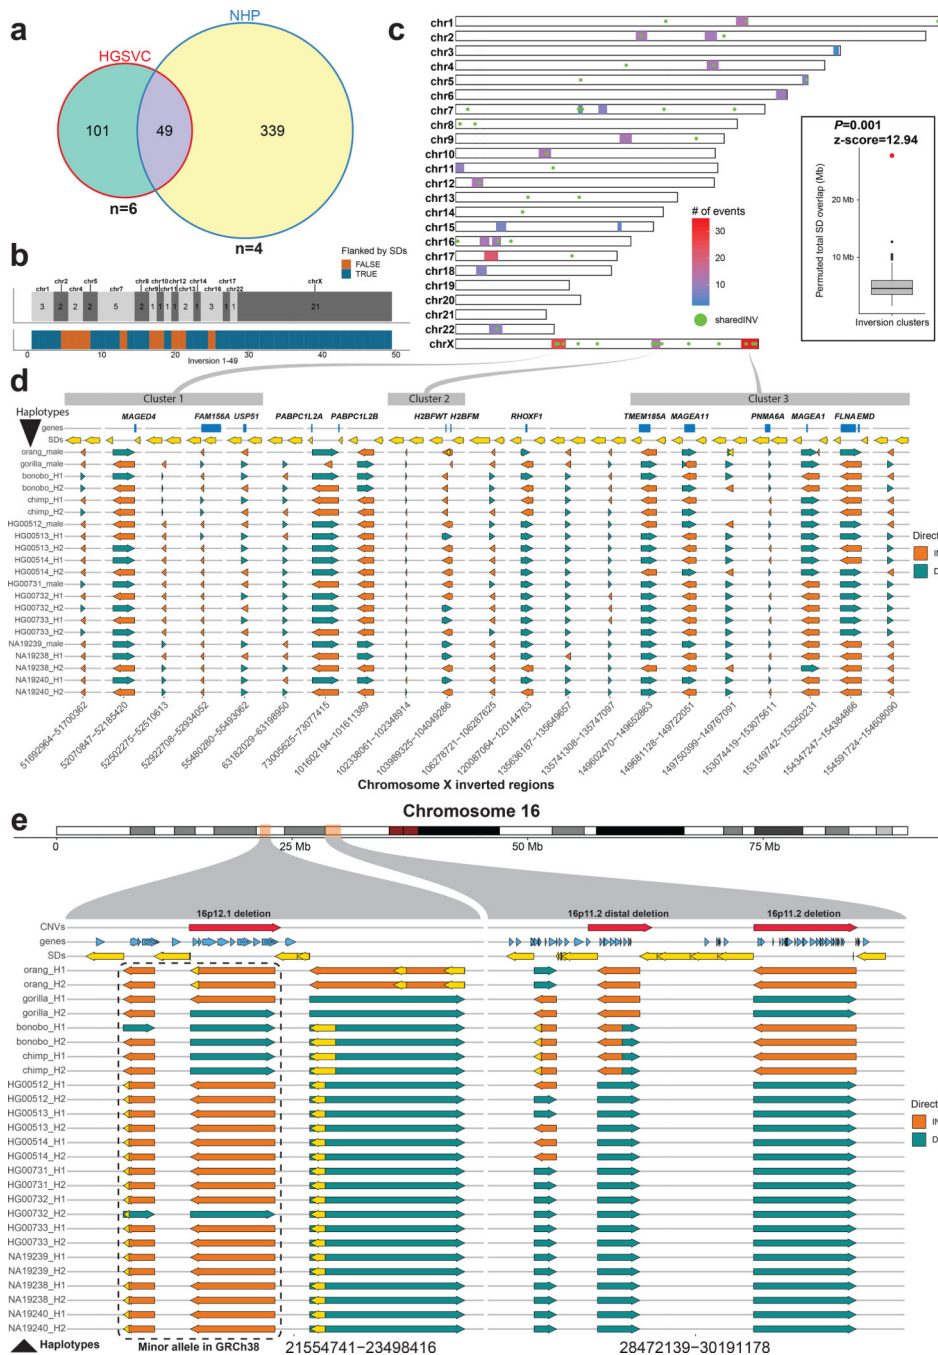 a
NHP
HGSVC
101
49
339
n=6
n=4
b
Flanked by SDs
FALSE
TRUE
chr1
chr2
chr4
chr5
chr7
chr8
chr9
chr10
chr11
chr12
chr13
chr14
chr16
chr17
chr22
chrX
3
2
2
2
5
2
1
1
1
1
2
1
3
1
1
21
0
10
20
30
40
50
Inversion 1-49
c
chr1
chr2
chr3
chr4
chr5
chr6
chr7
chr8
chr9
chr10
chr11
chr12
chr13
chr14
chr15
chr16
chr17
chr18
chr19
chr20
chr21
chr22
chrX
# of events
30
20
10
sharedINV
P=0.001
z-score=12.94
Permuted total SD overlap (Mb)
20 Mb
10 Mb
Inversion clusters
d
Cluster 1
Cluster 2
Cluster 3
Haplotypes
MAGED4 FAM156A USP51 PABPC1L2A PABPC1L2B H2BFWT H2BFM RHOXF1 TMEM185A MAGEA11 PNMA6A MAGEA1 FLNA EMD
genes
SDs
orang_male
gorilla_male
bonobo_H1
bonobo_H2
chimp_H1
chimp_H2
HG00512_male
HG00513_H1
HG00513_H2
HG00514_H1
HG00514_H2
HG00731_male
HG00732_H1
HG00732_H2
HG00733_H1
HG00733_H2
NA19239_male
NA19238_H1
NA19238_H2
NA19240_H1
NA19240_H2
Direct
IN
D
51692964−51700362
52070847−52185420
52502275−52510613
52922708−52934052
55480280−55493062
63182029−63198950
73005625−73077415
101602194−101611389
102338061−102348914
103989325−104049286
106278721−106287625
120087064−120144763
135636187−135649657
135741308−135747097
149602470−149652863
149681128−149722051
149750399−149767091
153074419−153075611
153149742−153250231
154347247−154384866
154591724−154608090
Chromosome X inverted regions
e
Chromosome 16
0
25 Mb
50 Mb
75 Mb
16p12.1 deletion
16p11.2 distal deletion
16p11.2 deletion
CNVs
genes
SDs
orang_H1
orang_H2
gorilla_H1
gorilla_H2
bonobo_H1
bonobo_H2
chimp_H1
chimp_H2
HG00512_H1
HG00512_H2
HG00513_H1
HG00513_H2
HG00514_H1
HG00514_H2
HG00731_H1
HG00731_H2
HG00732_H1
HG00732_H2
HG00733_H1
HG00733_H2
NA19239_H1
NA19239_H2
NA19238_H1
NA19238_H2
NA19240_H1
NA19240_H2
Direct
IN
D
Haplotypes
Minor allele in GRCh38
21554741−23498416
28472139−30191178